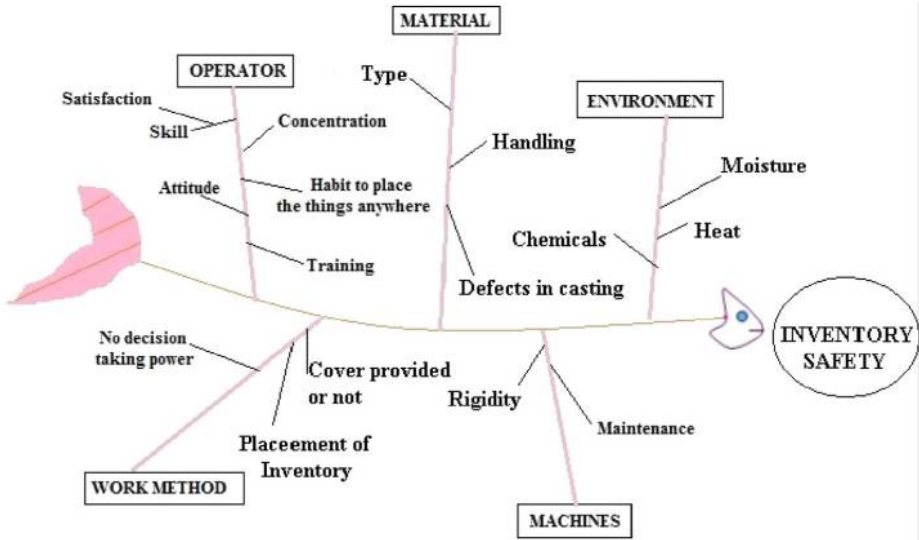 MATERIAL
OPERATOR
Type
Satisfaction
Skill
Concentration
ENVIRONMENT
Handling
Moisture
Attitude
Habit to place
the things anywhere
Chemicals
Heat
Training
Defects in casting
INVENTORY
SAFETY
No decision
taking power
Cover provided
or not
Rigidity
Maintenance
Placeement of
Inventory
WORK METHOD
MACHINES